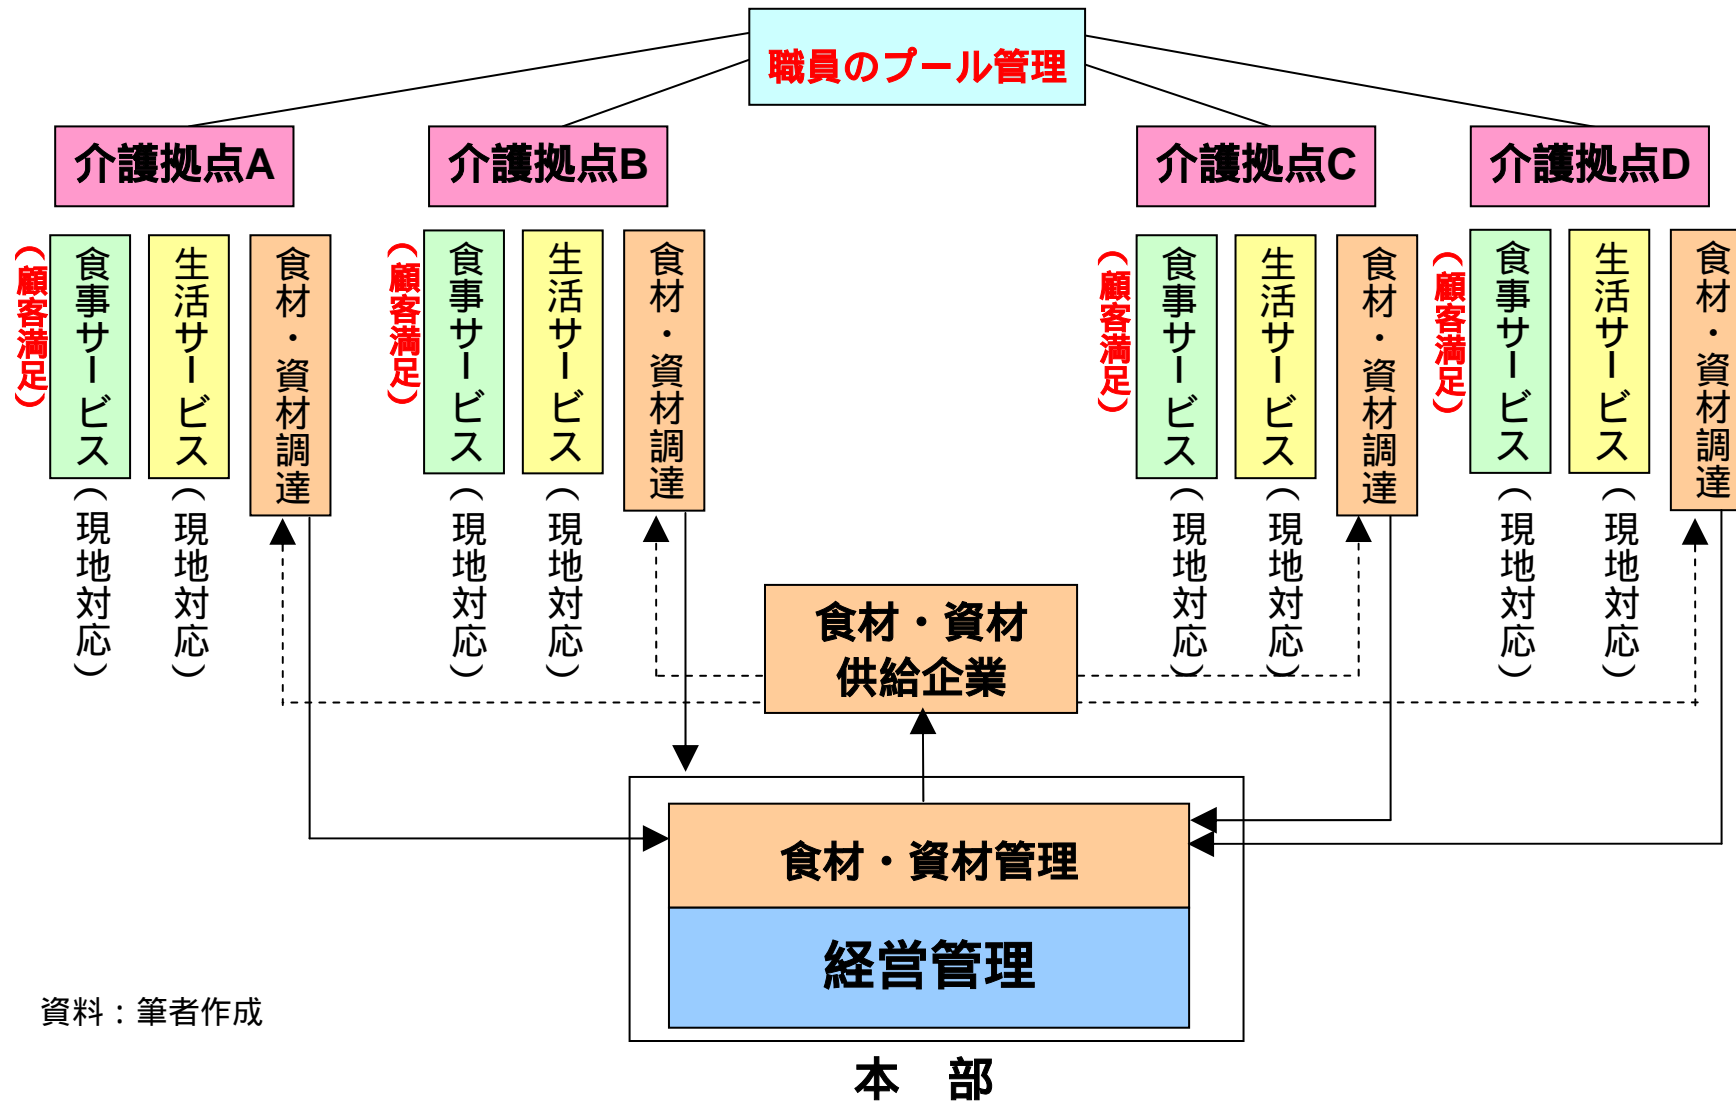 職員のプール管理
介護拠点A
介護拠点B
介護拠点C
介護拠点D
（顧客満足）
食事サービス
生活サービス
食材・資材調達
（顧客満足）
食事サービス
生活サービス
食材・資材調達
（顧客満足）
食事サービス
生活サービス
食材・資材調達
（顧客満足）
食事サービス
生活サービス
食材・資材調達
（現地対応）
（現地対応）
（現地対応）
（現地対応）
（現地対応）
（現地対応）
（現地対応）
（現地対応）
食材・資材
供給企業
食材・資材管理
経営管理
資料：筆者作成
本　部